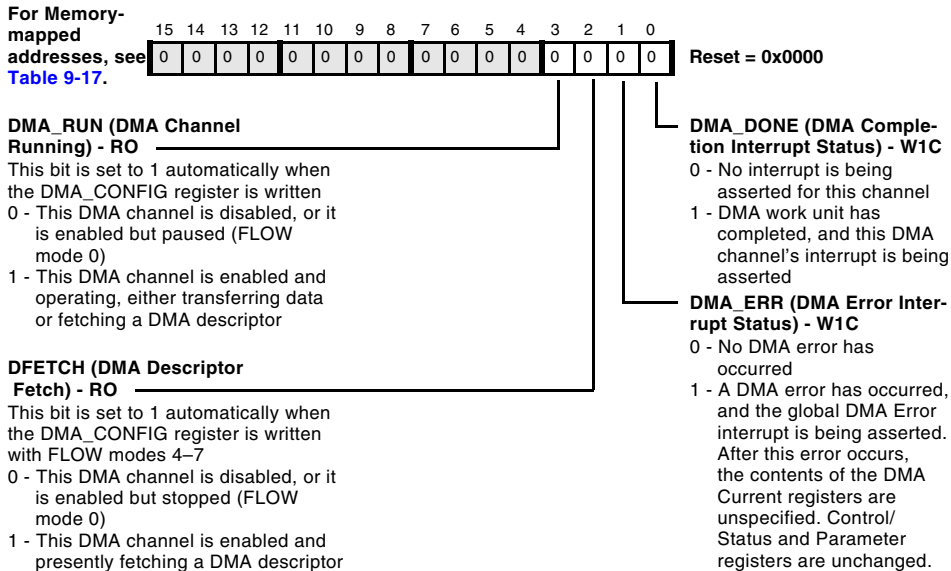 For Memory-
mapped
addresses, see
Table 9-17.
15 14 13 12 11 10 9 8 7 6 5 4 3 2 1 0
0 0 0 0 0 0 0 0 0 0 0 0 0 0 0 0
Reset = 0x0000
DMA_RUN (DMA Channel
Running) - RO
This bit is set to 1 automatically when
the DMA_CONFIG register is written
0 - This DMA channel is disabled, or it
is enabled but paused (FLOW
mode 0)
1 - This DMA channel is enabled and
operating, either transferring data
or fetching a DMA descriptor
DFETCH (DMA Descriptor
Fetch) - RO
This bit is set to 1 automatically when
the DMA_CONFIG register is written
with FLOW modes 4–7
0 - This DMA channel is disabled, or it
is enabled but stopped (FLOW
mode 0)
1 - This DMA channel is enabled and
presently fetching a DMA descriptor
DMA_DONE (DMA Comple-
tion Interrupt Status) - W1C
0 - No interrupt is being
asserted for this channel
1 - DMA work unit has
completed, and this DMA
channel's interrupt is being
asserted
DMA_ERR (DMA Error Inter-
rupt Status) - W1C
0 - No DMA error has
occurred
1 - A DMA error has occurred,
and the global DMA Error
interrupt is being asserted.
After this error occurs,
the contents of the DMA
Current registers are
unspecified. Control/
Status and Parameter
registers are unchanged.